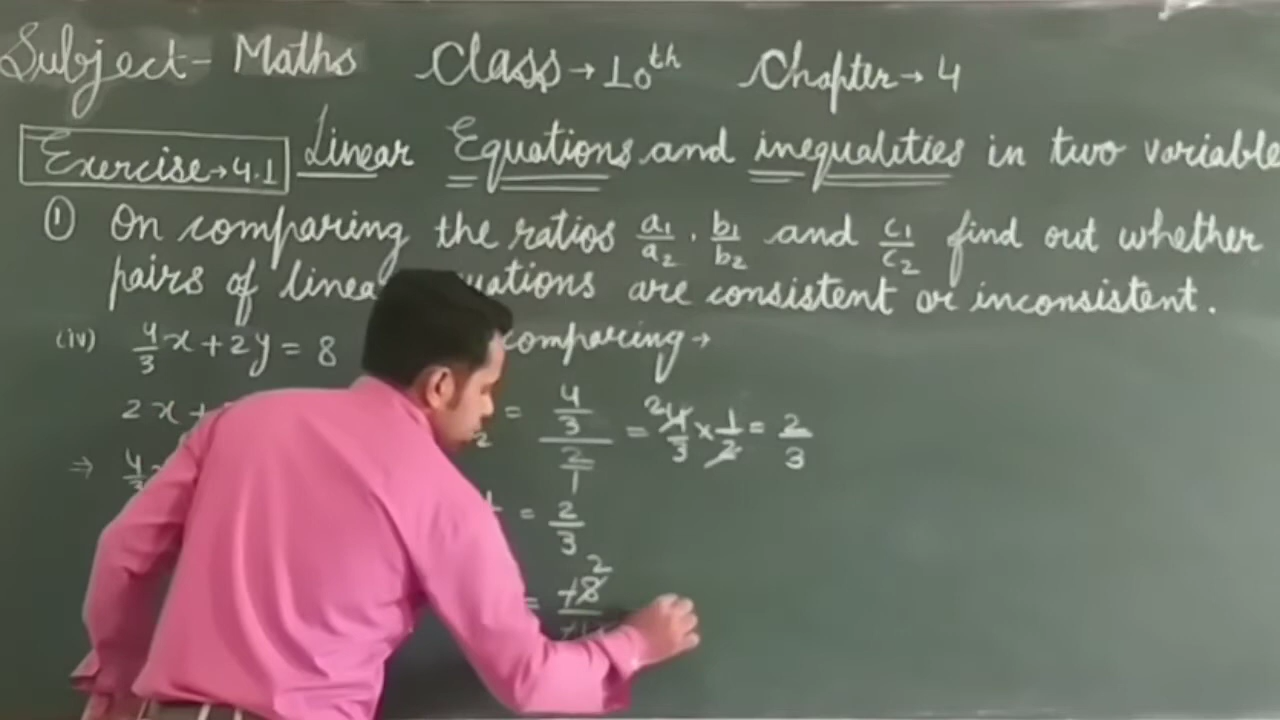 Subject- Maths Class → 10th Chapter → 4
Exercise → 4.1 Linear Equations and inequalities in two variable
① On comparing the ratios a₁/a₂ , b₁/b₂ and c₁/c₂ find out whether
pairs of linea uations are consistent or inconsistent.
(iv) 4/3 x + 2y = 8 comparing →
2x + = 4/3 / 2/1 = 4/3 × 1/2 = 2/3
⇒ 4/3 = 2/3
= -8